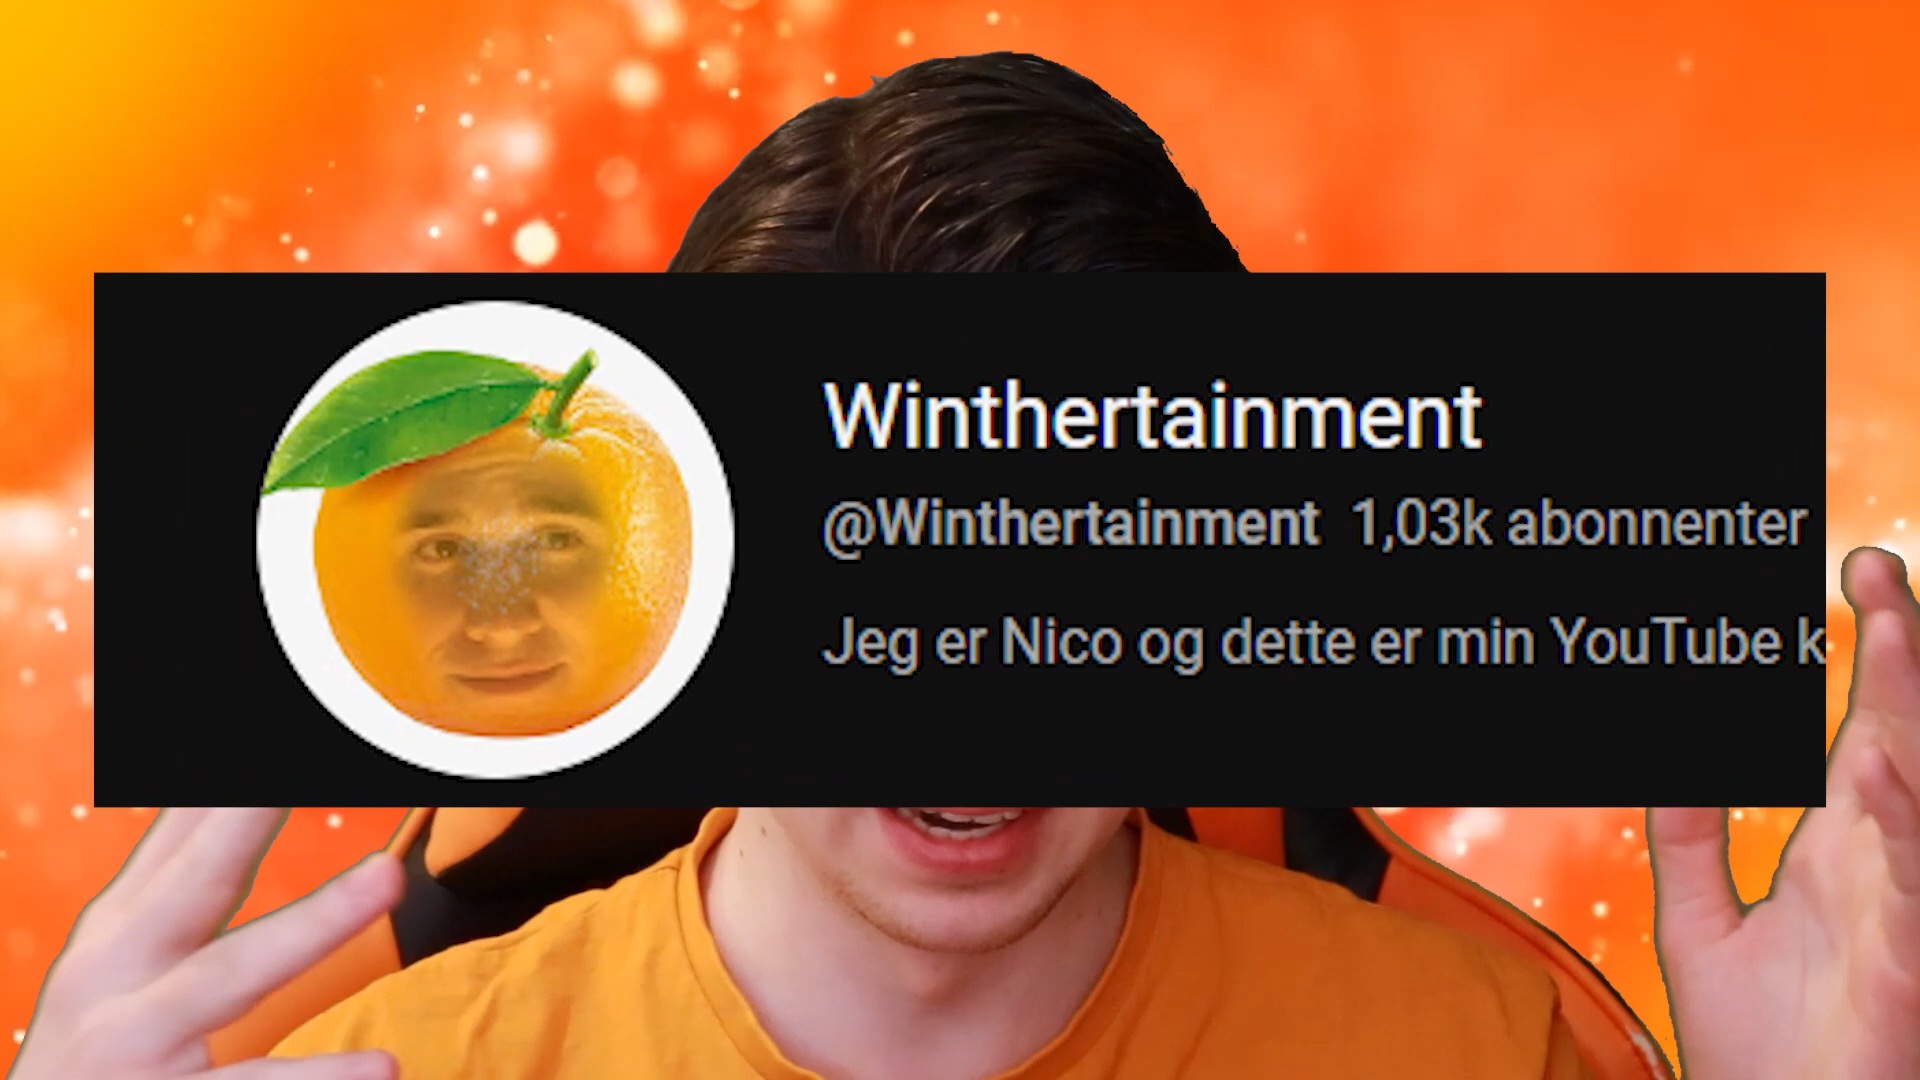 Winthertainment
@Winthertainment 1,03k abonnenter
Jeg er Nico og dette er min YouTube k